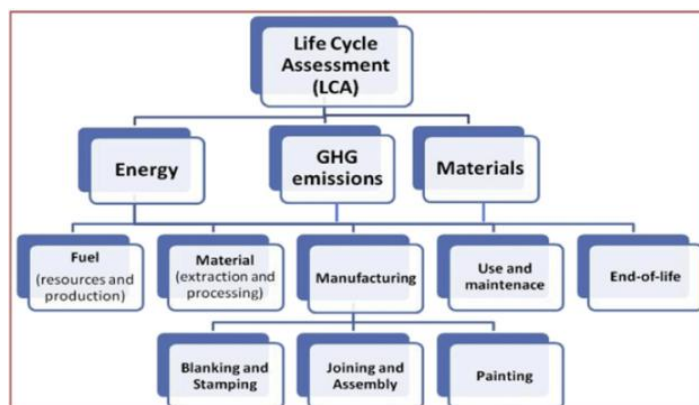 Life Cycle
Assessment
(LCA)
Energy
GHG
emissions
Materials
Fuel
(resources and
production)
Material
(extraction and
processing)
Manufacturing
Use and
maintenace
End-of-life
Blanking and
Stamping
Joining and
Assembly
Painting